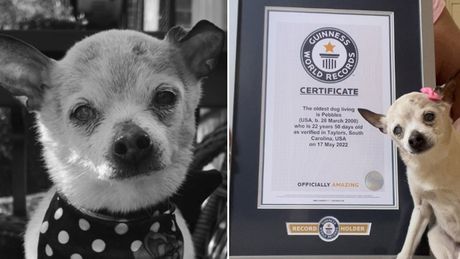 GUINNESS
WORLD RECORDS
CERTIFICATE
The oldest dog living
is Pebbles
(USA, b. 28 March 2000)
who is 22 years 50 days old
as verified in Taylors, South
Carolina, USA
on 17 May 2022
OFFICIALLY AMAZING
RECORD
HOLDER